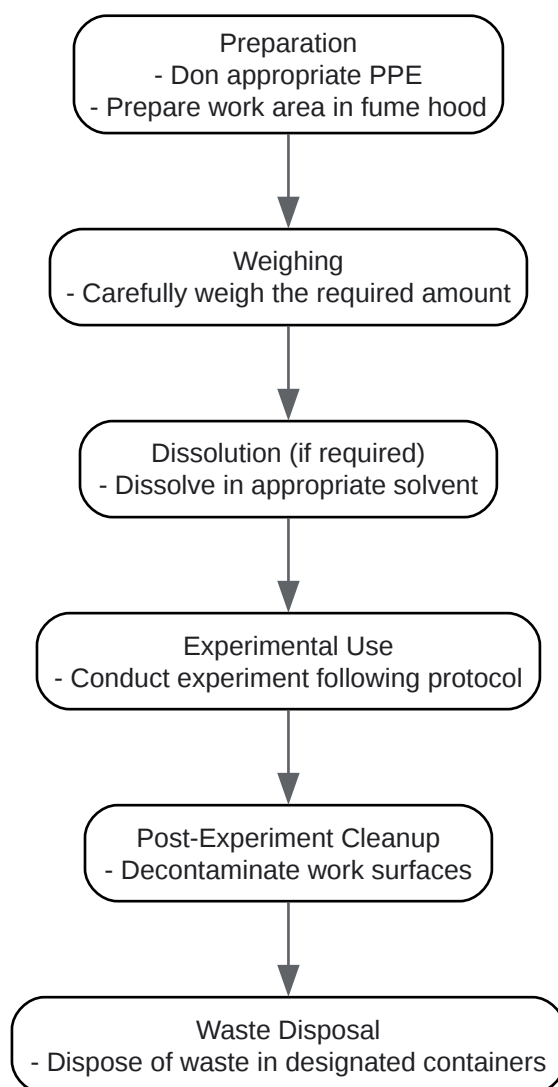 Preparation
- Don appropriate PPE
- Prepare work area in fume hood
Weighing
- Carefully weigh the required amount
Dissolution (if required)
- Dissolve in appropriate solvent
Experimental Use
- Conduct experiment following protocol
Post-Experiment Cleanup
- Decontaminate work surfaces
Waste Disposal
- Dispose of waste in designated containers